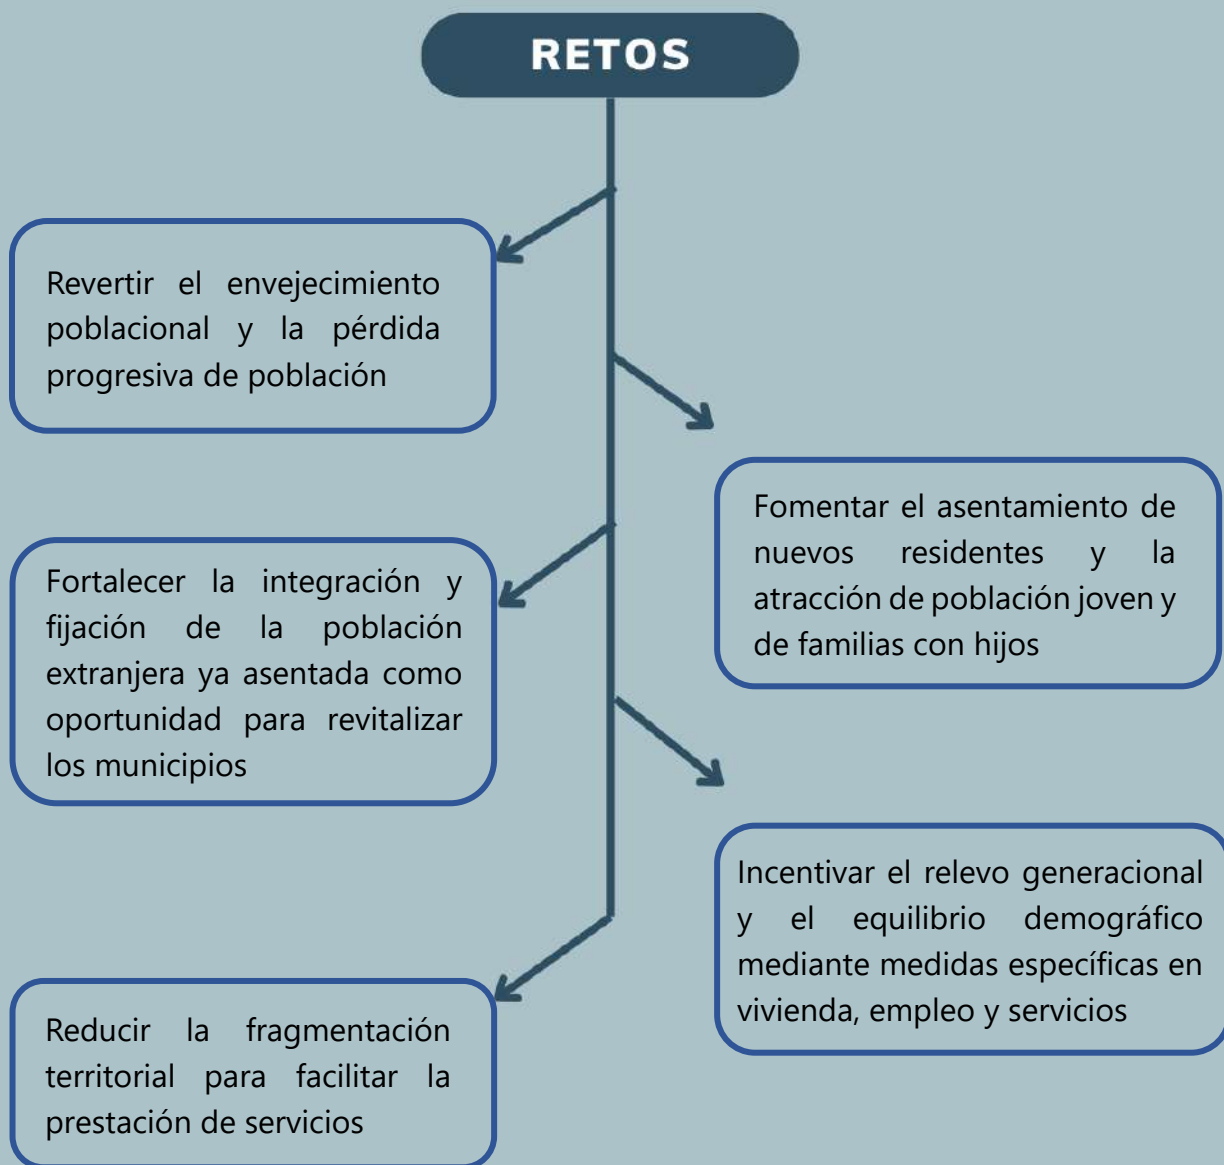 RETOS
Revertir el envejecimiento
poblacional y la pérdida
progresiva de población
Fomentar el asentamiento de
nuevos residentes y la
atracción de población joven y
de familias con hijos
Fortalecer la integración y
fijación de la población
extranjera ya asentada como
oportunidad para revitalizar
los municipios
Incentivar el relevo generacional
y el equilibrio demográfico
mediante medidas específicas en
vivienda, empleo y servicios
Reducir la fragmentación
territorial para facilitar la
prestación de servicios